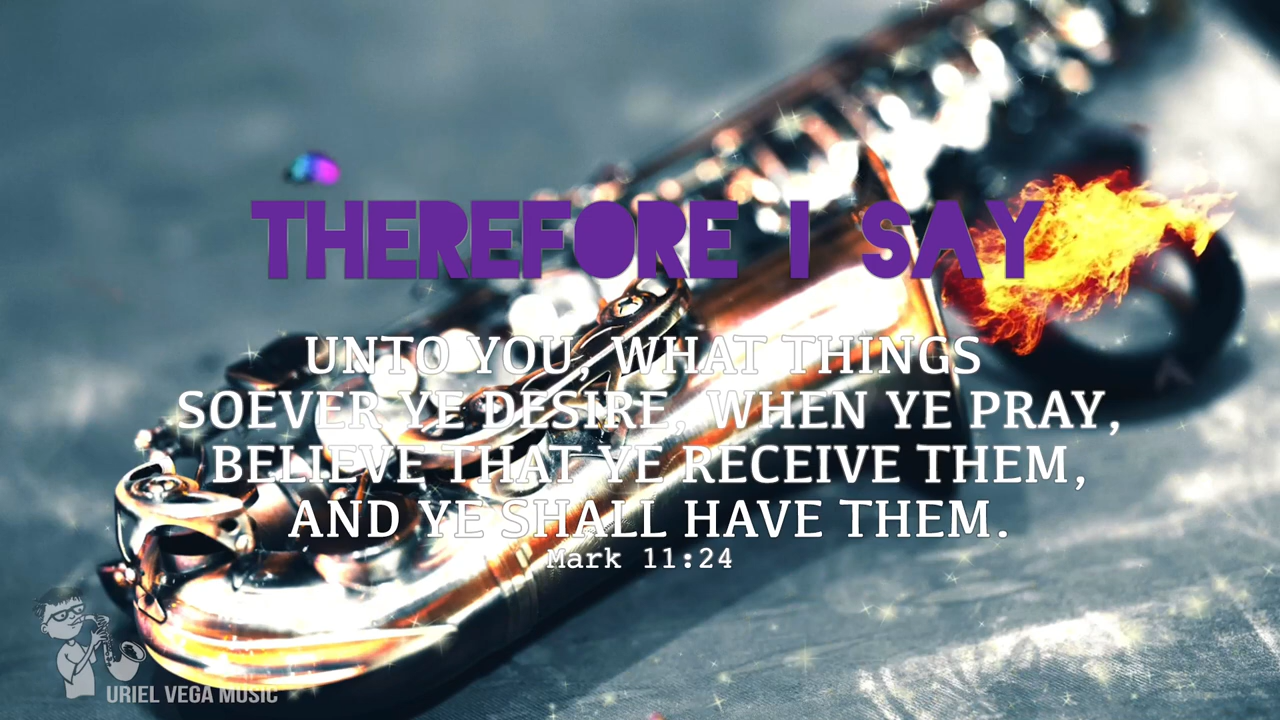 THEREFORE I SAY
UNTO YOU, WHAT THINGS
SOEVER YE DESIRE, WHEN YE PRAY,
BELIEVE THAT YE RECEIVE THEM,
AND YE SHALL HAVE THEM.
Mark 11:24
URIEL VEGA MUSIC